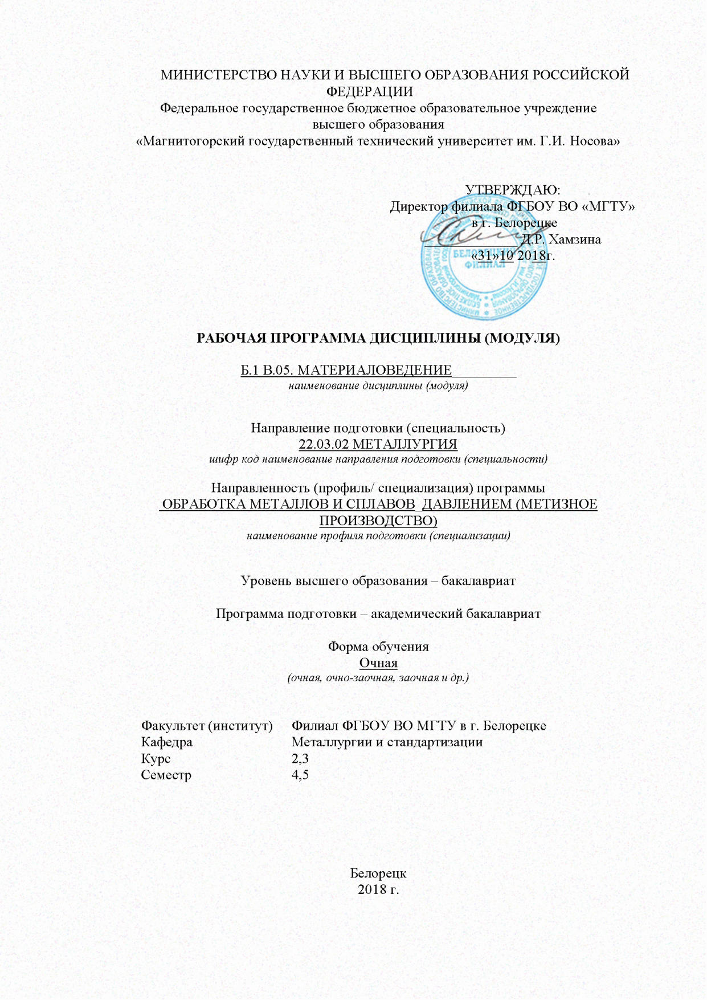 МИНИСТЕРСТВО НАУКИ И ВЫСШЕГО ОБРАЗОВАНИЯ РОССИЙСКОЙ
ФЕДЕРАЦИИ
Федеральное государственное бюджетное образовательное учреждение
высшего образования
«Магнитогорский государственный технический университет им. Г.И. Носова»
УТВЕРЖДАЮ:
Директор филиала ФГБОУ ВО «МГТУ»
в г. Белорецке
_____________ Д.Р. Хамзина
«31»10 2018г.
БЕЛОРЕЦКИЙ
ФИЛИАЛ
РАБОЧАЯ ПРОГРАММА ДИСЦИПЛИНЫ (МОДУЛЯ)
Б.1 В.05. МАТЕРИАЛОВЕДЕНИЕ_________
наименование дисциплины (модуля)
Направление подготовки (специальность)
22.03.02 МЕТАЛЛУРГИЯ
шифр код наименование направления подготовки (специальности)
Направленность (профиль/ специализация) программы
ОБРАБОТКА МЕТАЛЛОВ И СПЛАВОВ ДАВЛЕНИЕМ (МЕТИЗНОЕ
ПРОИЗВОДСТВО)
наименование профиля подготовки (специализации)
Уровень высшего образования – бакалавриат
Программа подготовки – академический бакалавриат
Форма обучения
Очная
(очная, очно-заочная, заочная и др.)
Факультет (институт) Филиал ФГБОУ ВО МГТУ в г. Белорецке
Кафедра Металлургии и стандартизации
Курс 2,3
Семестр 4,5
Белорецк
2018 г.